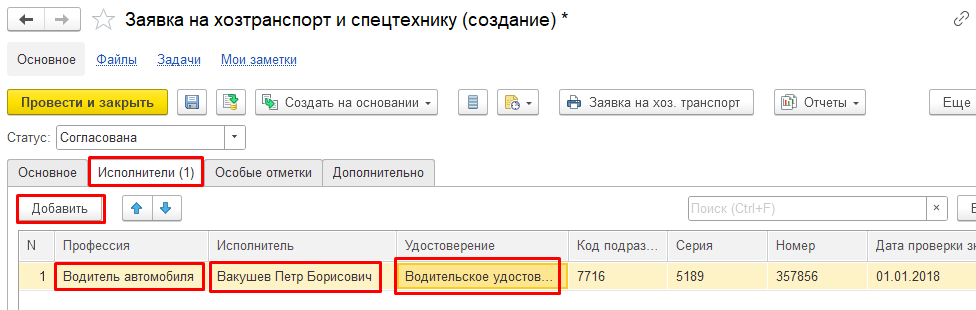 Заявка на хозтранспорт и спецтехнику (создание) *
Основное Файлы Задачи Мои заметки
Провести и закрыть Создать на основании Заявка на хоз. транспорт Отчеты Еще
Статус: Согласована
Основное Исполнители (1) Особые отметки Дополнительно
Добавить Поиск (Ctrl+F) ×
N Профессия Исполнитель Удостоверение Код подраз... Серия Номер Дата проверки зн
1 Водитель автомобиля Вакушев Петр Борисович Водительское удостов... 7716 5189 357856 01.01.2018